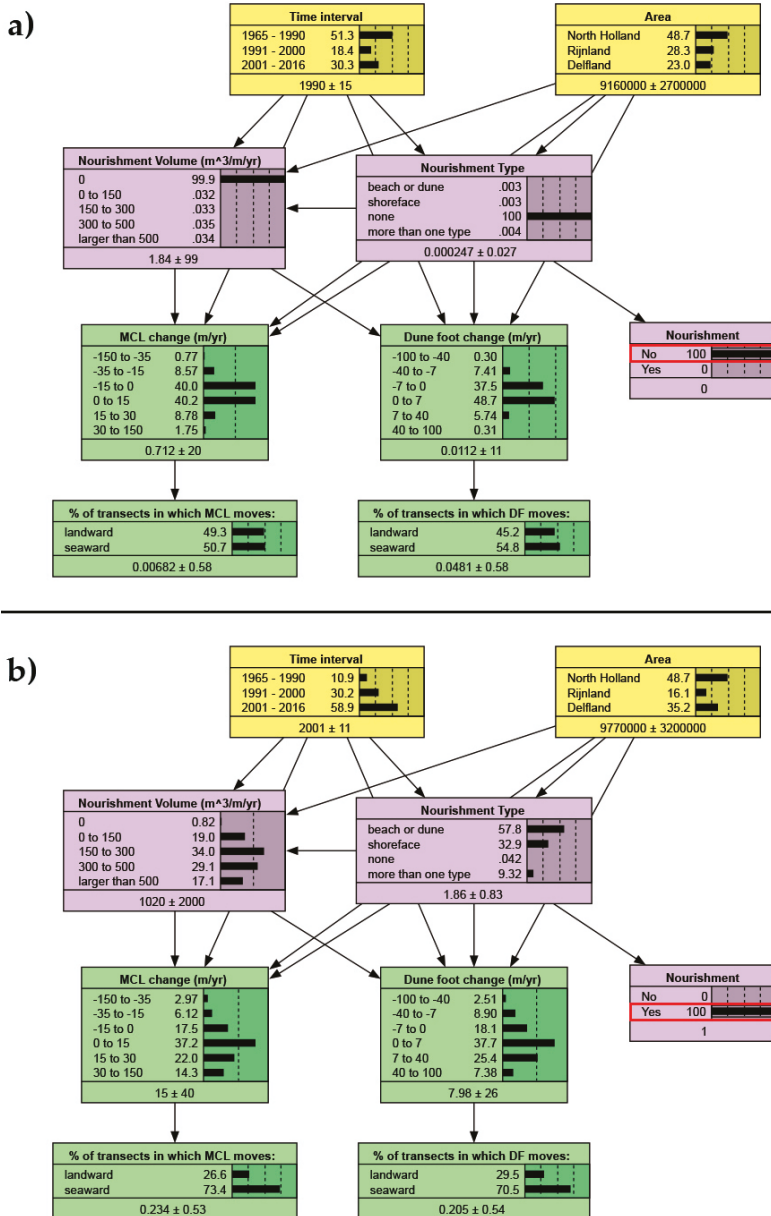 a)
Time interval
1965 - 1990 51.3
1991 - 2000 18.4
2001 - 2016 30.3
1990 ± 15
Area
North Holland 48.7
Rijnland 28.3
Delfland 23.0
9160000 ± 2700000
Nourishment Volume (m^3/m/yr)
0 99.9
0 to 150 .032
150 to 300 .033
300 to 500 .035
larger than 500 .034
1.84 ± 99
Nourishment Type
beach or dune .003
shoreface .003
none 100
more than one type .004
0.000247 ± 0.027
MCL change (m/yr)
-150 to -35 0.77
-35 to -15 8.57
-15 to 0 40.0
0 to 15 40.2
15 to 30 8.78
30 to 150 1.75
0.712 ± 20
Dune foot change (m/yr)
-100 to -40 0.30
-40 to -7 7.41
-7 to 0 37.5
0 to 7 48.7
7 to 40 5.74
40 to 100 0.31
0.0112 ± 11
Nourishment
No 100
Yes 0
0
% of transects in which MCL moves:
landward 49.3
seaward 50.7
0.00682 ± 0.58
% of transects in which DF moves:
landward 45.2
seaward 54.8
0.0481 ± 0.58
b)
Time interval
1965 - 1990 10.9
1991 - 2000 30.2
2001 - 2016 58.9
2001 ± 11
Area
North Holland 48.7
Rijnland 16.1
Delfland 35.2
9770000 ± 3200000
Nourishment Volume (m^3/m/yr)
0 0.82
0 to 150 19.0
150 to 300 34.0
300 to 500 29.1
larger than 500 17.1
1020 ± 2000
Nourishment Type
beach or dune 57.8
shoreface 32.9
none .042
more than one type 9.32
1.86 ± 0.83
MCL change (m/yr)
-150 to -35 2.97
-35 to -15 6.12
-15 to 0 17.5
0 to 15 37.2
15 to 30 22.0
30 to 150 14.3
15 ± 40
Dune foot change (m/yr)
-100 to -40 2.51
-40 to -7 8.90
-7 to 0 18.1
0 to 7 37.7
7 to 40 25.4
40 to 100 7.38
7.98 ± 26
Nourishment
No 0
Yes 100
1
% of transects in which MCL moves:
landward 26.6
seaward 73.4
0.234 ± 0.53
% of transects in which DF moves:
landward 29.5
seaward 70.5
0.205 ± 0.54